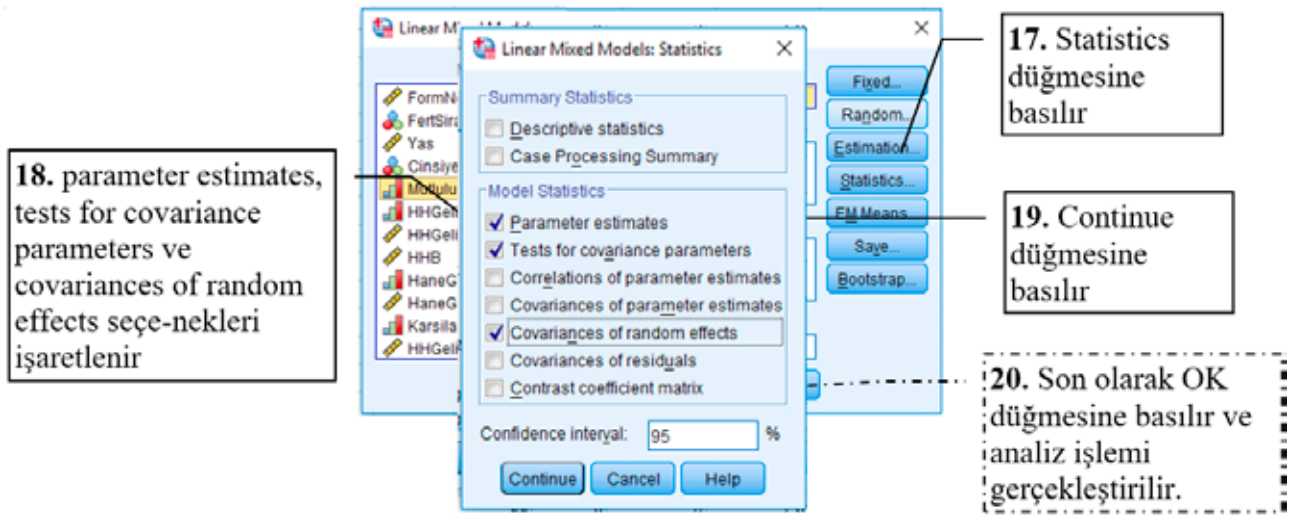 Linear M
Linear Mixed Models: Statistics
17. Statistics
düğmesine
basılır
18. parameter estimates,
tests for covariance
parameters ve
covariances of random
effects seçe-nekleri
işaretlenir
FormN
FertSıra
Yas
Cinsiye
Mutlulu
HHGeli
HHGeli
HHB
HaneG
HaneG
Karsila
HHGelA
Summary Statistics
Descriptive statistics
Case Processing Summary
Model Statistics
Parameter estimates
Tests for covariance parameters
Correlations of parameter estimates
Covariances of parameter estimates
Covariances of random effects
Covariances of residuals
Contrast coefficient matrix
Confidence interval: 95 %
Continue Cancel Help
Fixed...
Random...
Estimation...
Statistics...
EM Means...
Save...
Bootstrap...
19. Continue
düğmesine
basılır
20. Son olarak OK
düğmesine basılır ve
analiz işlemi
gerçekleştirilir.